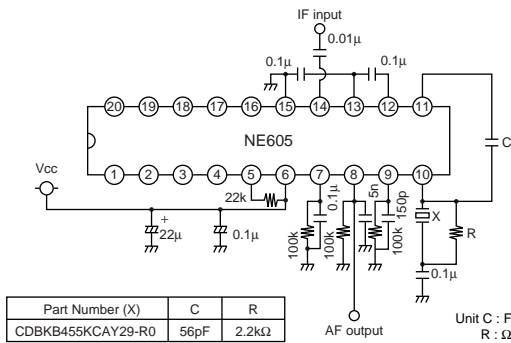 IF input
0.01μ
0.1μ
0.1μ
20 19 18 17 16 15 14 13 12 11
NE605
C
Vcc
1 2 3 4 5 6 7 8 9 10
22k
+
22μ
0.1μ
100k
0.1μ
100k
5n
100k
150p
X
R
0.1μ
AF output
Part Number (X) C R
CDBKB455KCAY29-R0 56pF 2.2kΩ
Unit C : F
R : Ω